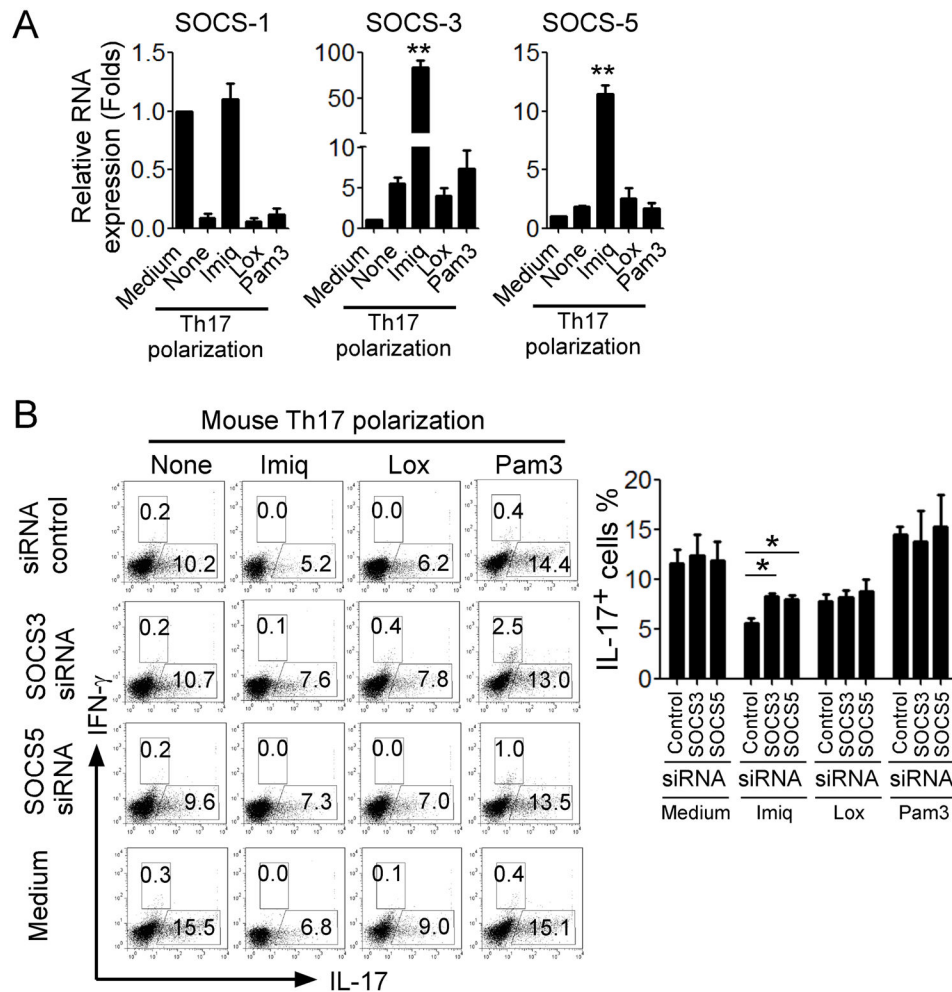 A
SOCS-1 SOCS-3 SOCS-5
Relative RNA
expression (Folds)
1.5
1.0
0.5
0.0
**
100
50
10
5
0
**
15
10
5
0
Medium None Imiq Lox Pam3
Th17
polarization
Medium None Imiq Lox Pam3
Th17
polarization
Medium None Imiq Lox Pam3
Th17
polarization
B
Mouse Th17 polarization
None Imiq Lox Pam3
siRNA
control
0.2 0.0 0.0 0.4
10.2 5.2 6.2 14.4
SOCS3
siRNA
0.2 0.1 0.4 2.5
10.7 7.6 7.8 13.0
SOCS5
siRNA
0.2 0.0 0.0 1.0
9.6 7.3 7.0 13.5
Medium
0.3 0.0 0.1 0.4
15.5 6.8 9.0 15.1
IFN-γ
IL-17
IL-17+ cells %
20
15
10
5
0
*
*
Control SOCS3 SOCS5 Control SOCS3 SOCS5 Control SOCS3 SOCS5 Control SOCS3 SOCS5
siRNA siRNA siRNA siRNA
Medium Imiq Lox Pam3